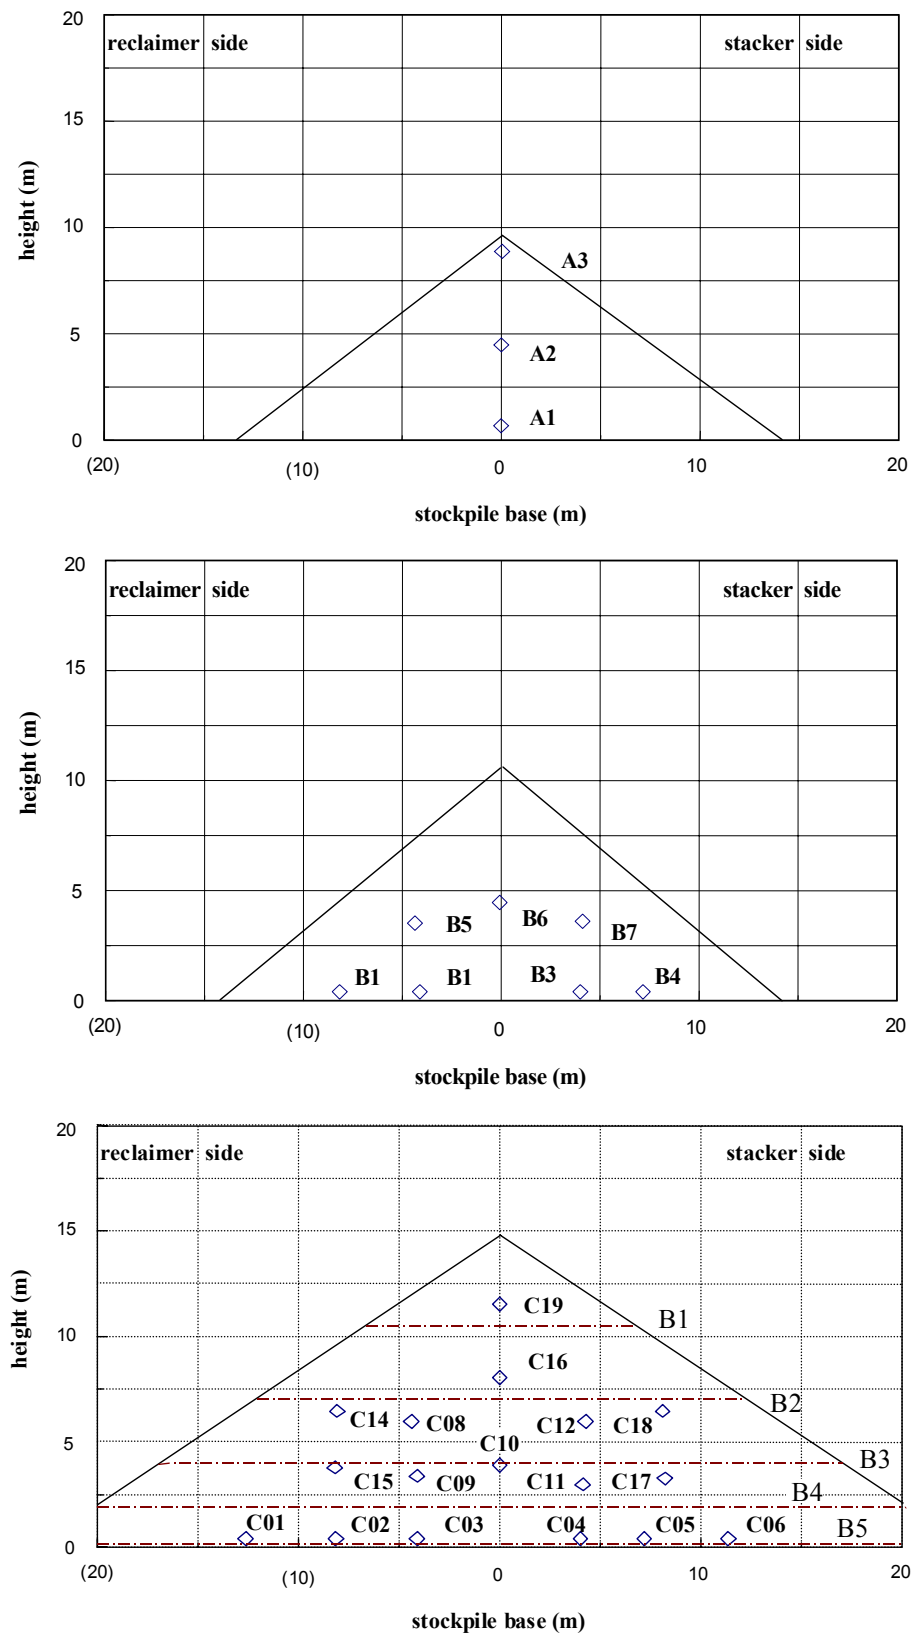 20
reclaimer side stacker side
15
height (m)
10
A3
5
A2
A1
0
(20) (10) 0 10 20
stockpile base (m)
20
reclaimer side stacker side
15
height (m)
10
5
B5 B6 B7
B1 B1 B3 B4
0
(20) (10) 0 10 20
stockpile base (m)
20
reclaimer side stacker side
15
height (m)
C19 B1
10
C16
B2
C14 C08 C12 C18
C10
5
B3
C15 C09 C11 C17
B4
C01 C02 C03 C04 C05 C06 B5
0
(20) (10) 0 10 20
stockpile base (m)